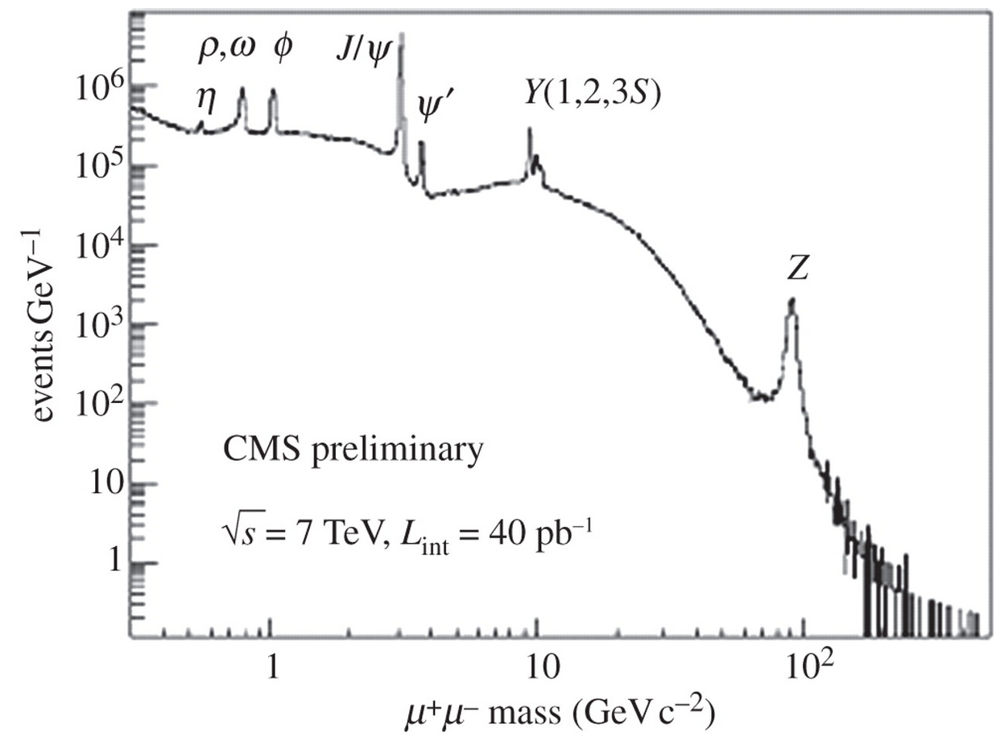 ρ,ω ϕ J/ψ
η ψ′ Y(1,2,3S)
10⁶
10⁵
10⁴
Z
10³
10²
10
1
events GeV⁻¹
CMS preliminary
√s = 7 TeV, L_int = 40 pb⁻¹
1 10 10²
μ⁺μ⁻ mass (GeV c⁻²)